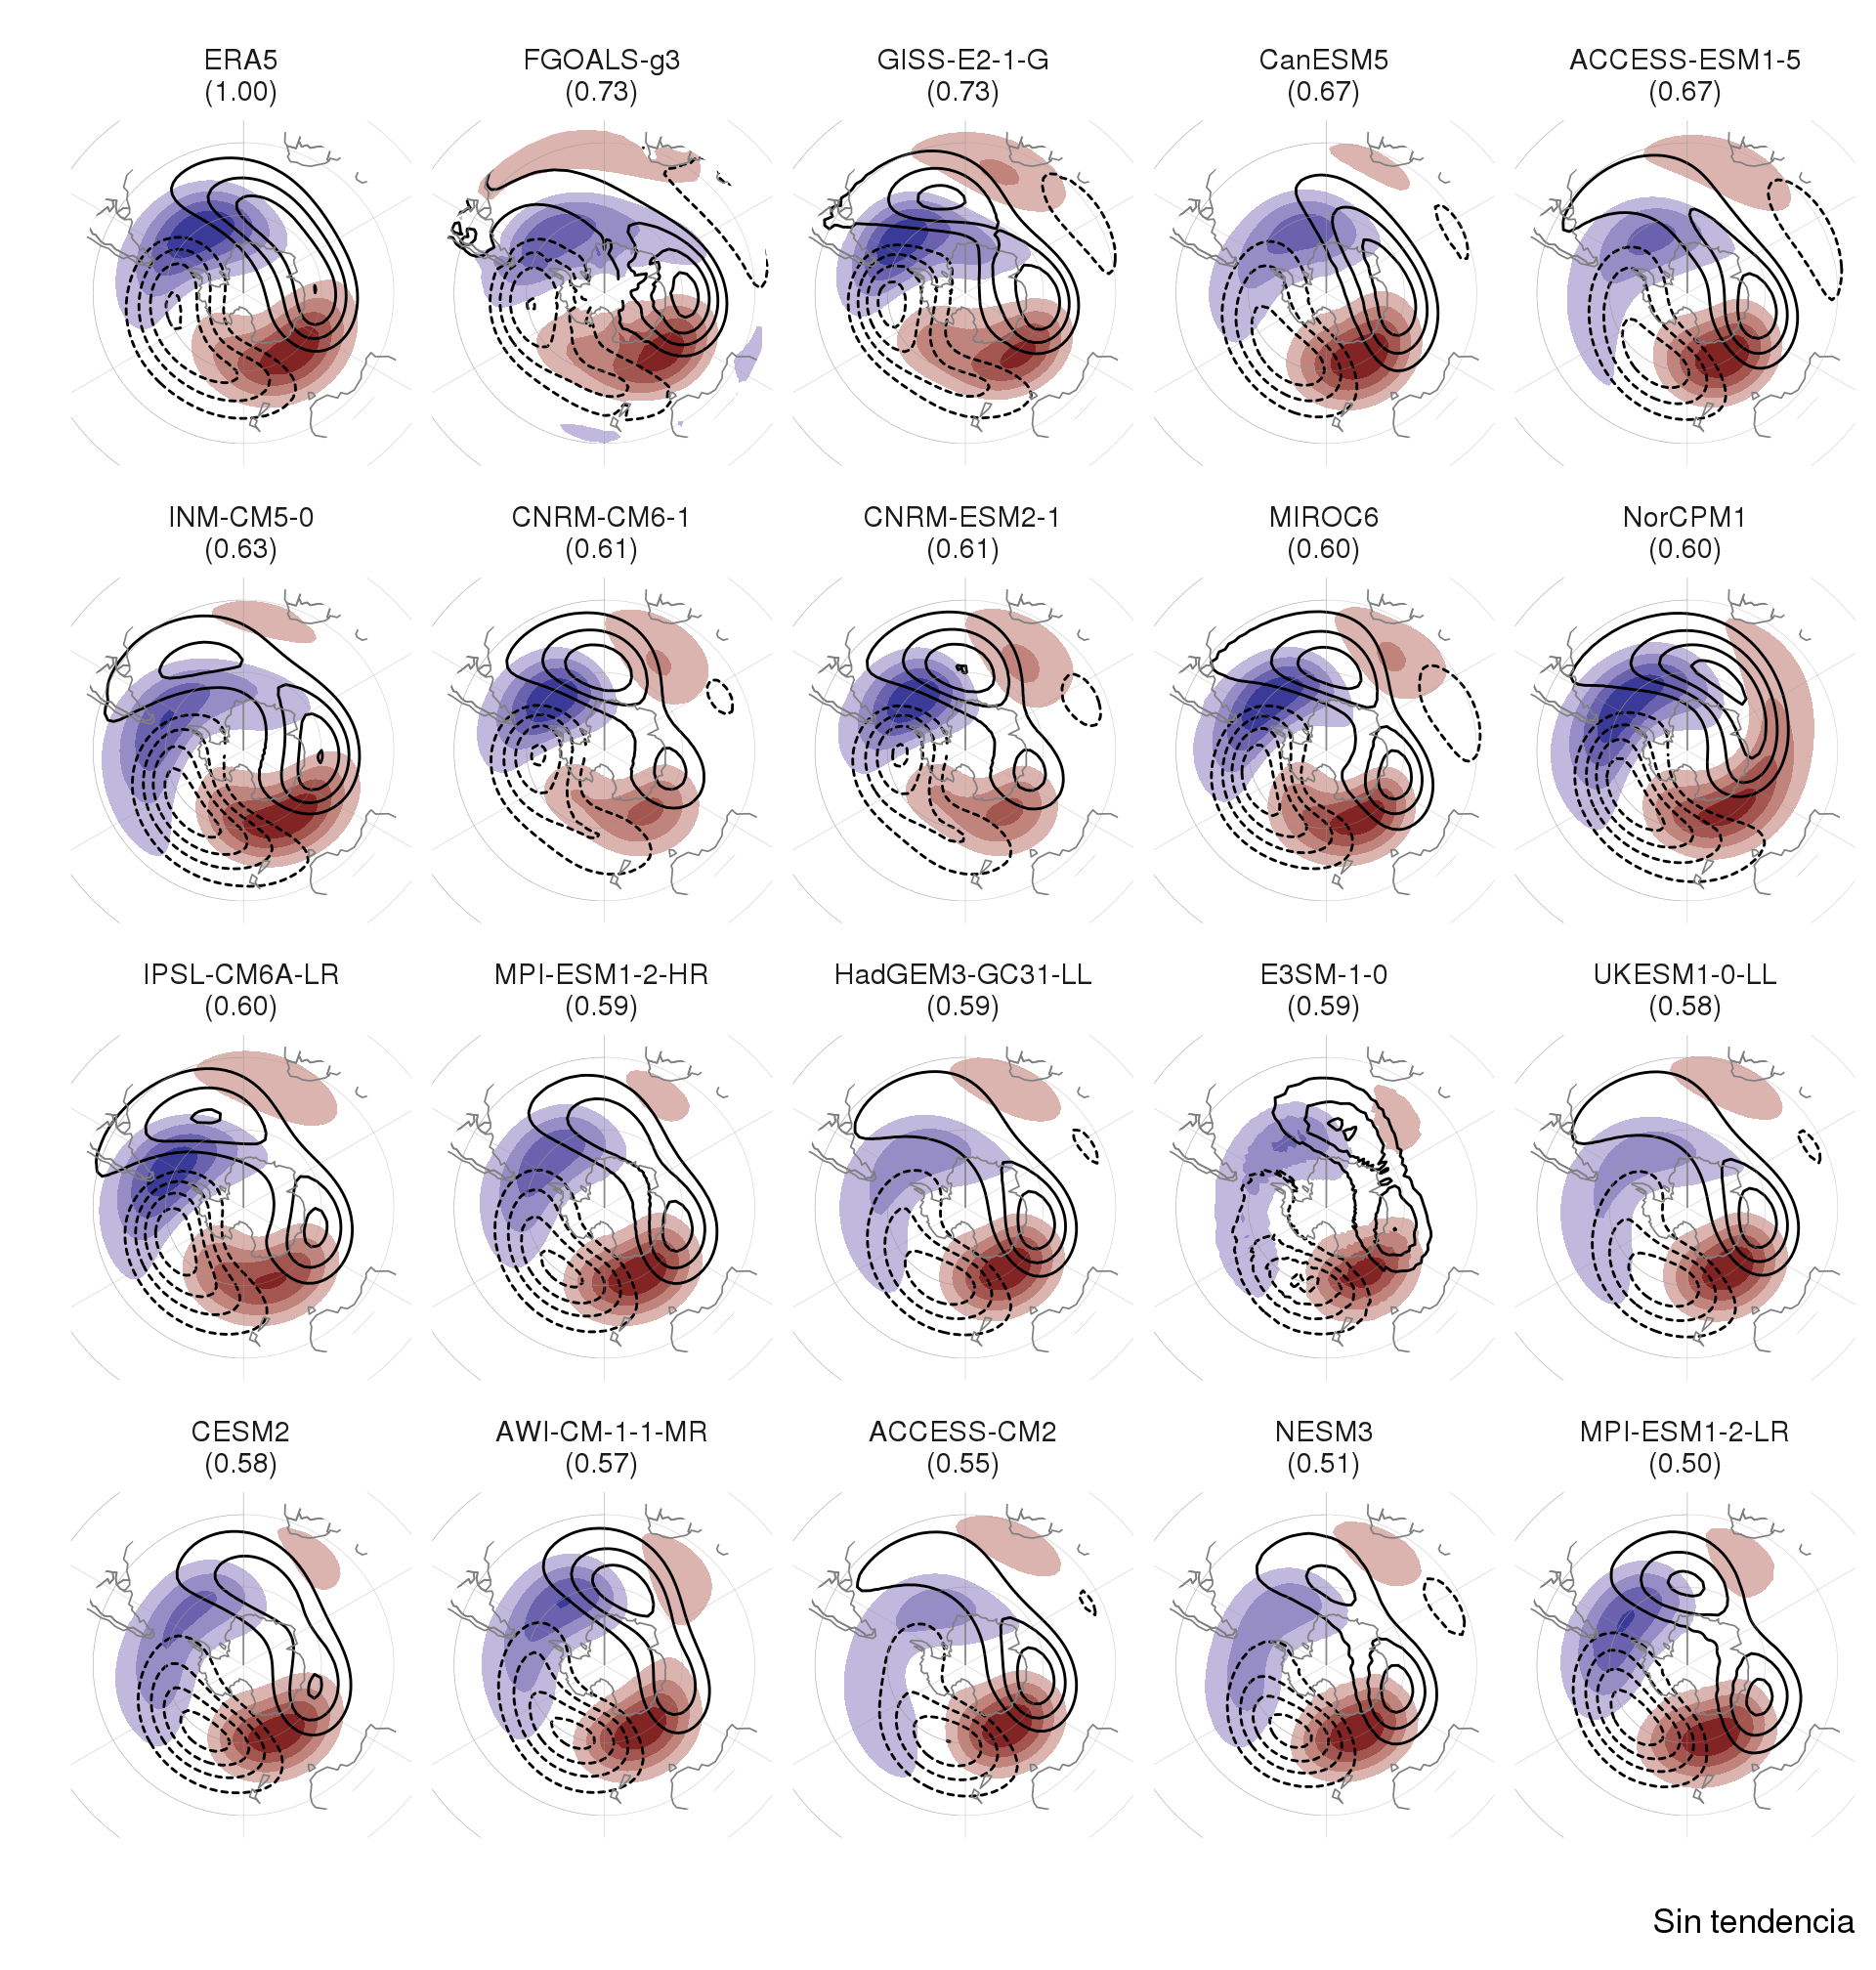 ERA5
(1.00)
FGOALS-g3
(0.73)
GISS-E2-1-G
(0.73)
CanESM5
(0.67)
ACCESS-ESM1-5
(0.67)
INM-CM5-0
(0.63)
CNRM-CM6-1
(0.61)
CNRM-ESM2-1
(0.61)
MIROC6
(0.60)
NorCPM1
(0.60)
IPSL-CM6A-LR
(0.60)
MPI-ESM1-2-HR
(0.59)
HadGEM3-GC31-LL
(0.59)
E3SM-1-0
(0.59)
UKESM1-0-LL
(0.58)
CESM2
(0.58)
AWI-CM-1-1-MR
(0.57)
ACCESS-CM2
(0.55)
NESM3
(0.51)
MPI-ESM1-2-LR
(0.50)
Sin tendencia